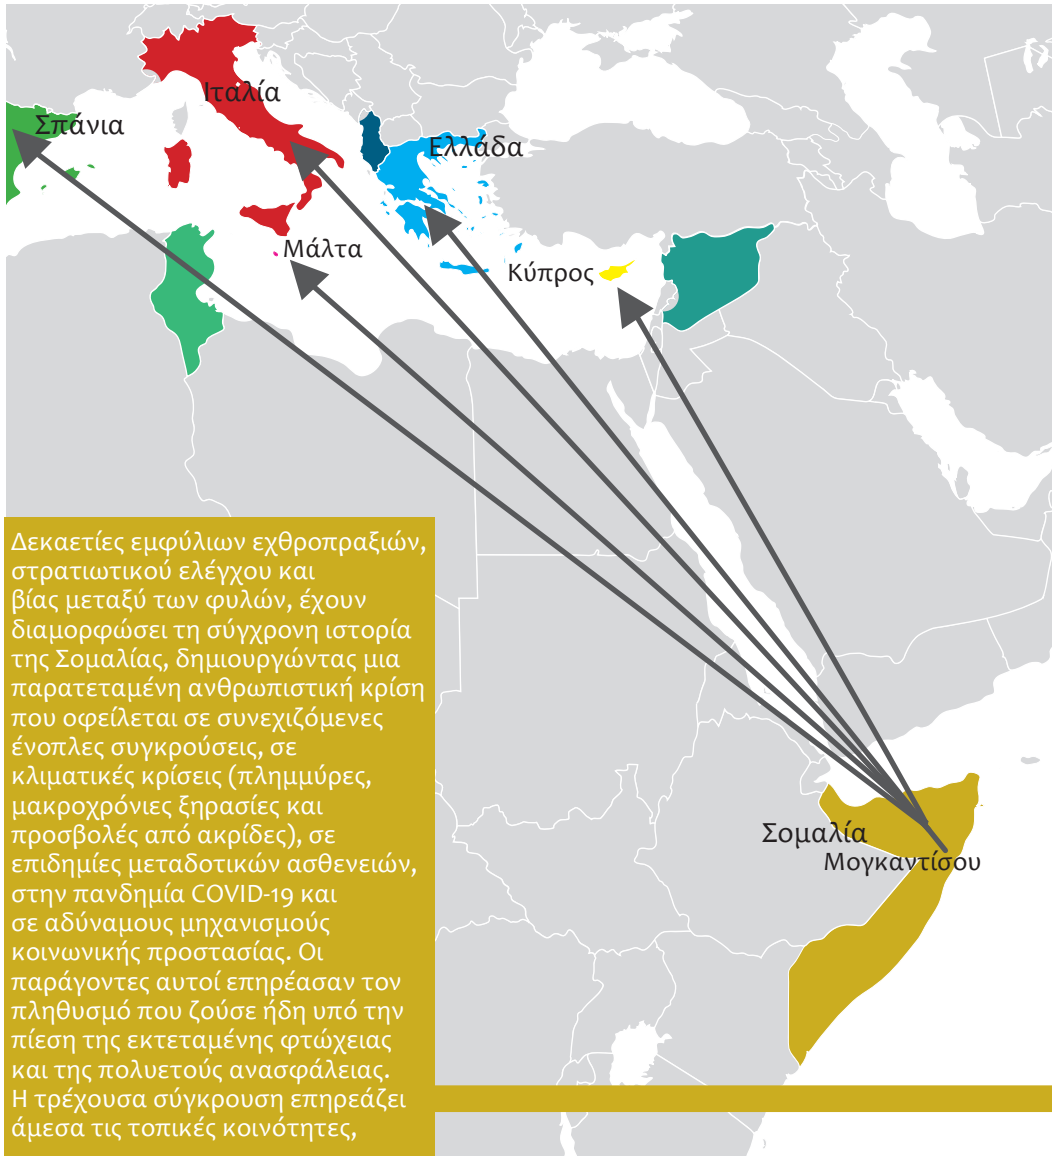 Ιταλία
Σπάνια
Ελλάδα
Μάλτα
Κύπρος
Δεκαετίες εμφύλιων εχθροπραξιών,
στρατιωτικού ελέγχου και
βίας μεταξύ των φυλών, έχουν
διαμορφώσει τη σύγχρονη ιστορία
της Σομαλίας, δημιουργώντας μια
παρατεταμένη ανθρωπιστική κρίση
που οφείλεται σε συνεχιζόμενες
ένοπλες συγκρούσεις, σε
κλιματικές κρίσεις (πλημμύρες,
μακροχρόνιες ξηρασίες και
προσβολές από ακρίδες), σε
επιδημίες μεταδοτικών ασθενειών,
στην πανδημία COVID-19 και
σε αδύναμους μηχανισμούς
κοινωνικής προστασίας. Οι
παράγοντες αυτοί επηρέασαν τον
πληθυσμό που ζούσε ήδη υπό την
πίεση της εκτεταμένης φτώχειας
και της πολυετούς ανασφάλειας.
Η τρέχουσα σύγκρουση επηρεάζει
άμεσα τις τοπικές κοινότητες,
Σομαλία
Μογκαντίσου